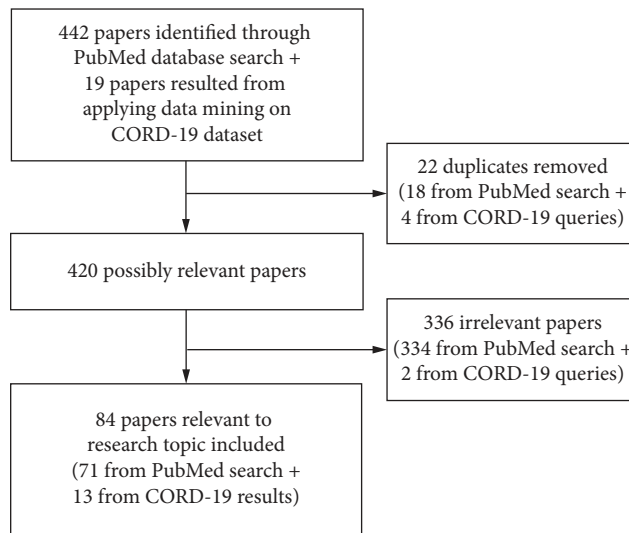 442 papers identified through
PubMed database search +
19 papers resulted from
applying data mining on
CORD-19 dataset
22 duplicates removed
(18 from PubMed search +
4 from CORD-19 queries)
420 possibly relevant papers
336 irrelevant papers
(334 from PubMed search +
2 from CORD-19 queries)
84 papers relevant to
research topic included
(71 from PubMed search +
13 from CORD-19 results)